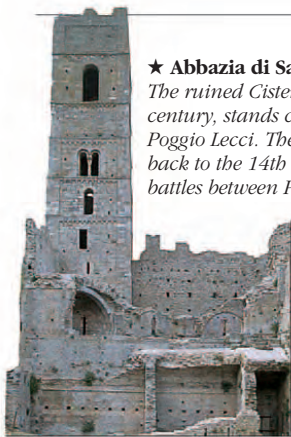 ★ Abbazia di Sa
The ruined Ciste
century, stands o
Poggio Lecci. The
back to the 14th
battles between P